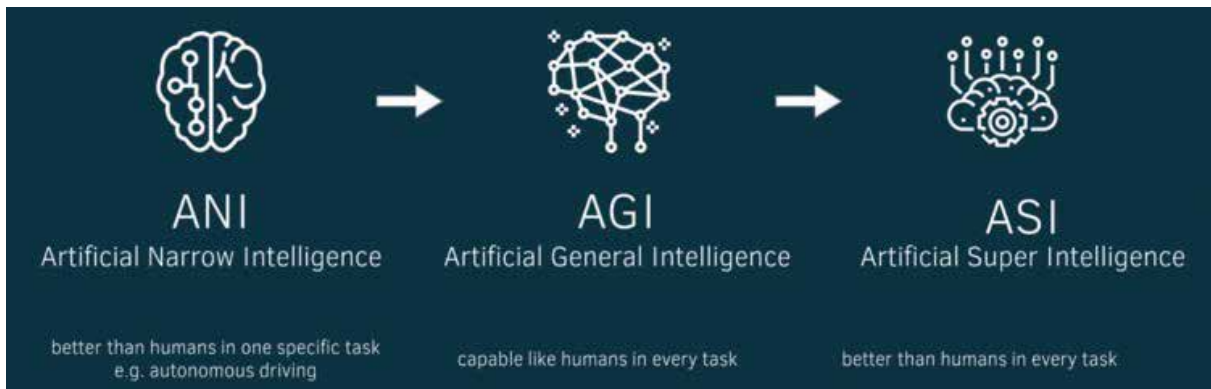 ANI
Artificial Narrow Intelligence
better than humans in one specific task
e.g. autonomous driving
AGI
Artificial General Intelligence
capable like humans in every task
ASI
Artificial Super Intelligence
better than humans in every task